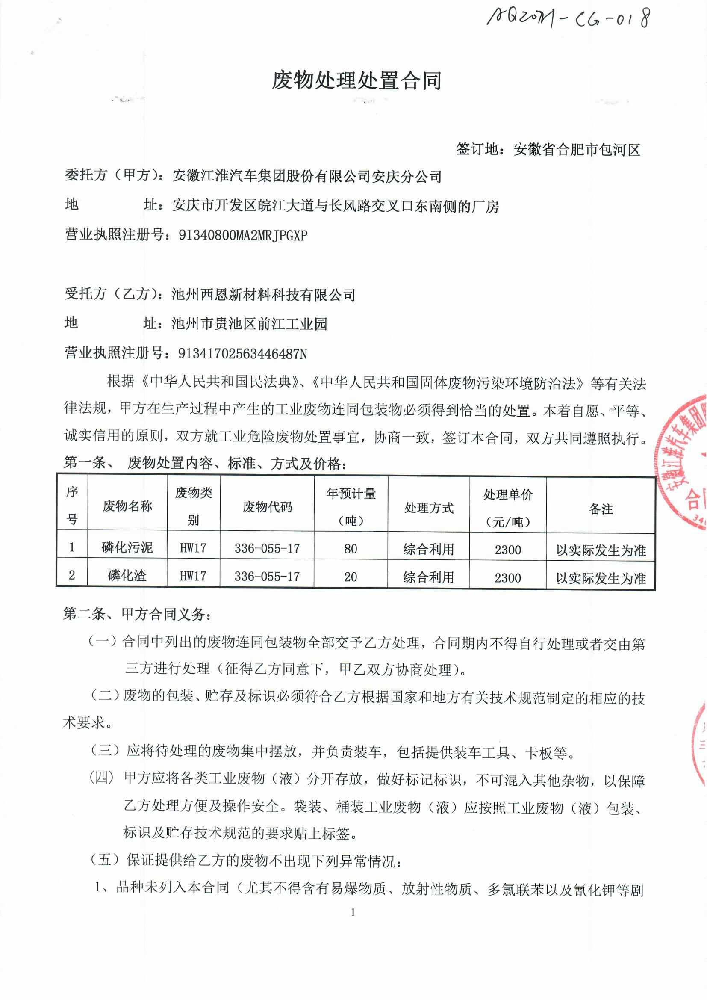 AQ2021-CG-018
废物处理处置合同
签订地：安徽省合肥市包河区
委托方（甲方）：安徽江淮汽车集团股份有限公司安庆分公司
地 址：安庆市开发区皖江大道与长风路交叉口东南侧的厂房
营业执照注册号：91340800MA2MRJPGXP
受托方（乙方）：池州西恩新材料科技有限公司
地 址：池州市贵池区前江工业园
营业执照注册号：91341702563446487N
根据《中华人民共和国民法典》、《中华人民共和国固体废物污染环境防治法》等有关法
律法规，甲方在生产过程中产生的工业废物连同包装物必须得到恰当的处置。本着自愿、平等、
诚实信用的原则，双方就工业危险废物处置事宜，协商一致，签订本合同，双方共同遵照执行。
第一条、 废物处置内容、标准、方式及价格：
序号 废物名称 废物类别 废物代码 年预计量（吨） 处理方式 处理单价（元/吨） 备注
1 磷化污泥 HW17 336-055-17 80 综合利用 2300 以实际发生为准
2 磷化渣 HW17 336-055-17 20 综合利用 2300 以实际发生为准
第二条、甲方合同义务：
（一）合同中列出的废物连同包装物全部交予乙方处理，合同期内不得自行处理或者交由第
三方进行处理（征得乙方同意下，甲乙双方协商处理）。
（二）废物的包装、贮存及标识必须符合乙方根据国家和地方有关技术规范制定的相应的技
术要求。
（三）应将待处理的废物集中摆放，并负责装车，包括提供装车工具、卡板等。
(四) 甲方应将各类工业废物（液）分开存放，做好标记标识，不可混入其他杂物，以保障
乙方处理方便及操作安全。袋装、桶装工业废物（液）应按照工业废物（液）包装、
标识及贮存技术规范的要求贴上标签。
（五）保证提供给乙方的废物不出现下列异常情况：
1、品种未列入本合同（尤其不得含有易爆物质、放射性物质、多氯联苯以及氰化钾等剧
1
安徽江淮汽车集团
合
34